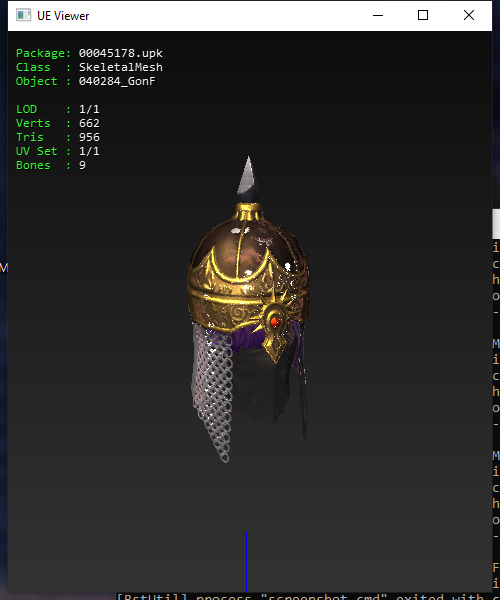 UE Viewer
Package: 00045178.upk
Class : SkeletalMesh
Object : 040284_GonF
LOD : 1/1
Verts : 662
Tris : 956
UV Set : 1/1
Bones : 9
M
i
c
h
o
-
M
i
c
h
o
-
M
i
c
h
o
-
F
i